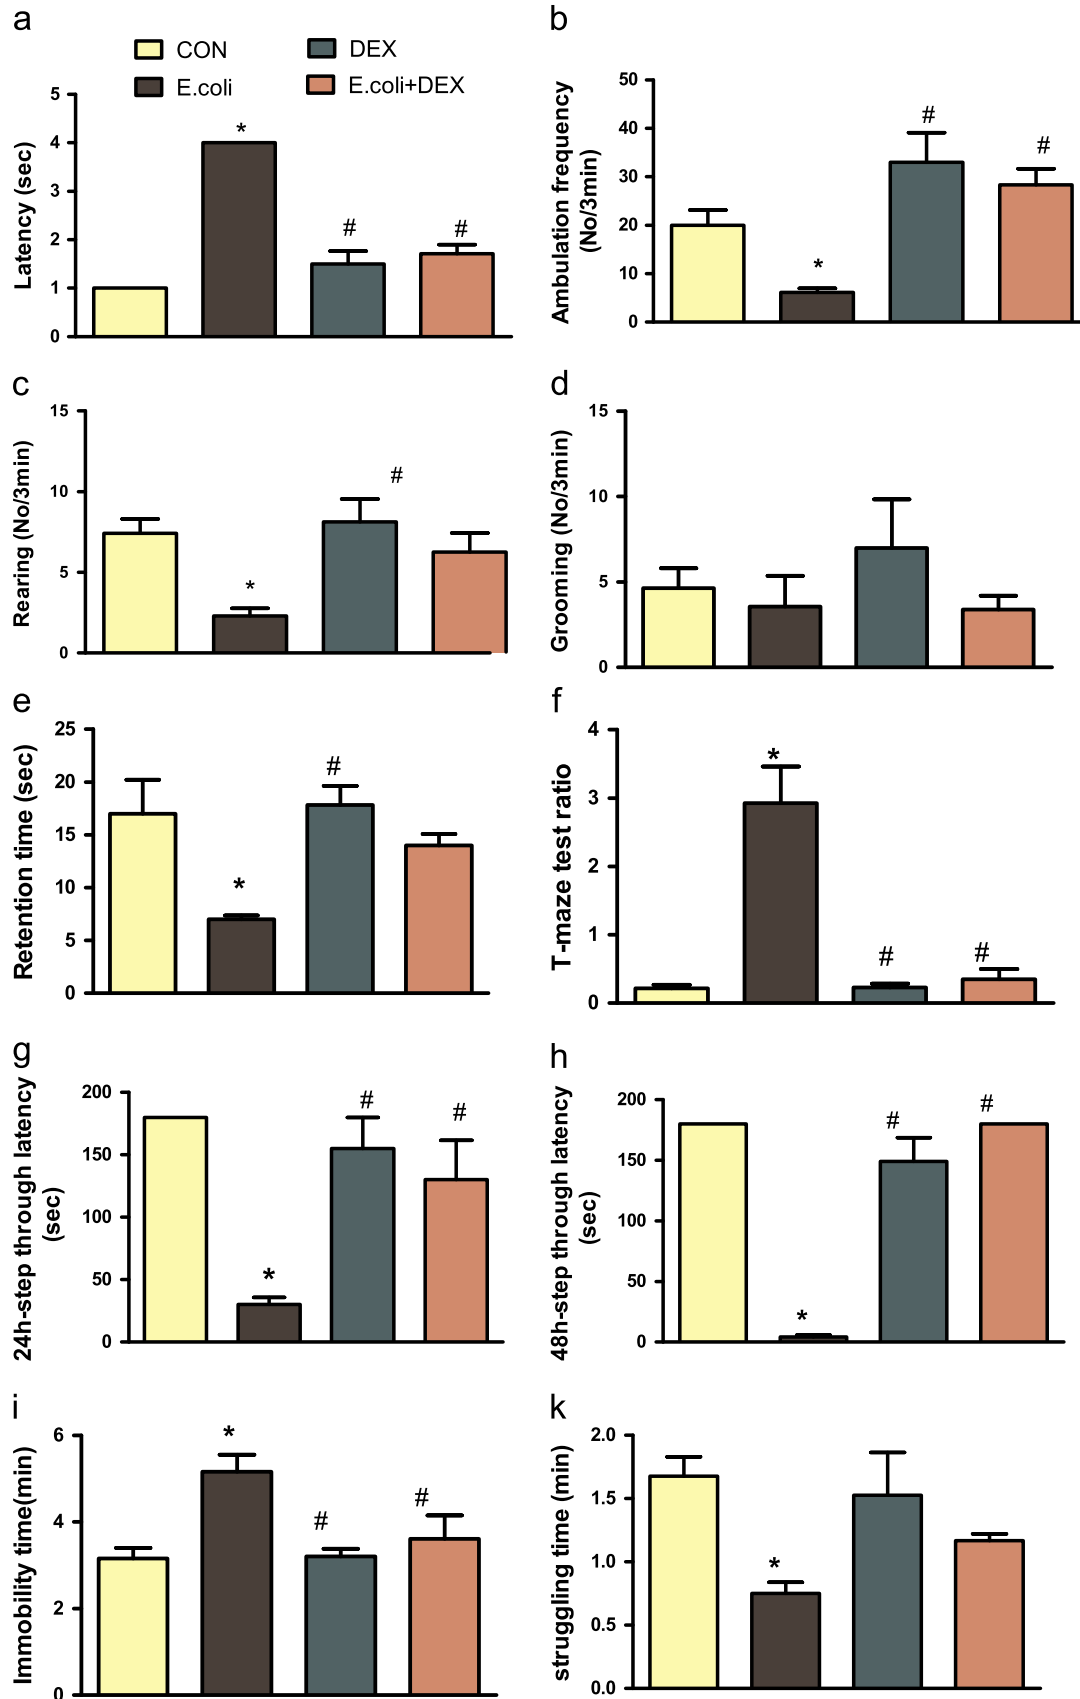 a
CON
DEX
E.coli
E.coli+DEX
Latency (sec)
5
4
3
2
1
0
*
#
#
b
Ambulation frequency
(No/3min)
50
40
30
20
10
0
*
#
#
c
Rearing (No/3min)
15
10
5
0
*
#
d
Grooming (No/3min)
15
10
5
0
e
Retention time (sec)
25
20
15
10
5
0
*
#
f
T-maze test ratio
4
3
2
1
0
*
#
#
g
24h-step through latency
(sec)
200
150
100
50
0
*
#
#
h
48h-step through latency
(sec)
200
150
100
50
0
*
#
#
i
Immobility time(min)
6
4
2
0
*
#
#
k
struggling time (min)
2.0
1.5
1.0
0.5
0.0
*